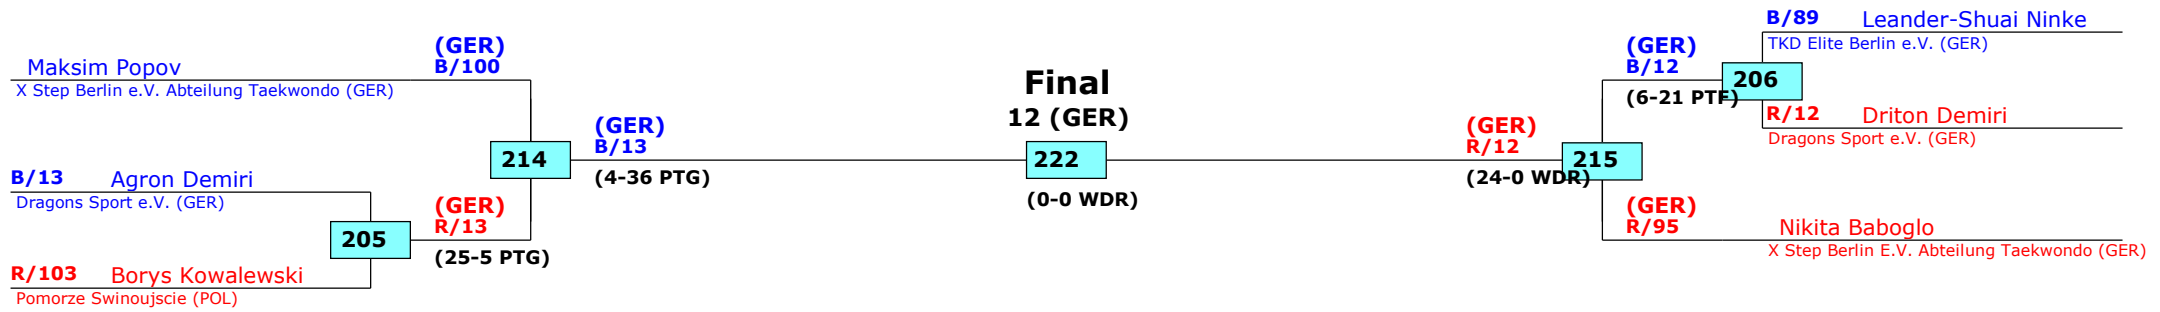 Maksim Popov
X Step Berlin e.V. Abteilung Taekwondo (GER)
B/13 Agron Demiri
Dragons Sport e.V. (GER)
205
R/103 Borys Kowalewski
Pomorze Swinoujscie (POL)
(GER)
B/100
214
(GER)
R/13
(25-5 PTG)
(GER)
B/13
(4-36 PTG)
Final
12 (GER)
222
(0-0 WDR)
(GER)
R/12
(24-0 WDR)
215
(GER)
B/12
(6-21 PTF)
206
(GER)
R/95
B/89 Leander-Shuai Ninke
TKD Elite Berlin e.V. (GER)
R/12 Driton Demiri
Dragons Sport e.V. (GER)
Nikita Baboglo
X Step Berlin E.V. Abteilung Taekwondo (GER)